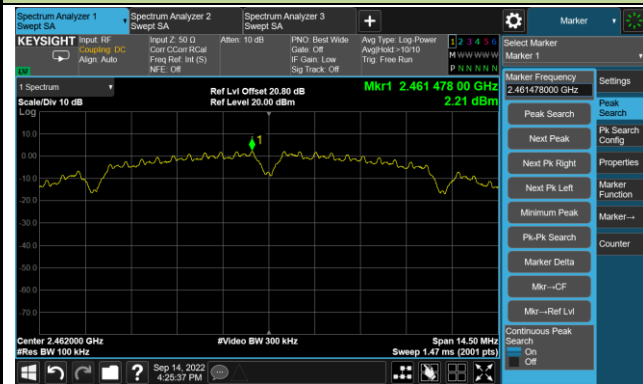 Spectrum Analyzer 1
Swept SA
Spectrum Analyzer 2
Swept SA
Spectrum Analyzer 3
Swept SA
+
Marker
KEYSIGHT
Input: RF
Coupling: DC
Align: Auto
Input Z: 50 Ω
Corr CCorr RCal
Freq Ref: Int (S)
NFE: Off
Atten: 10 dB
PNO: Best Wide
Gate: Off
IF Gain: Low
Sig Track: Off
Avg Type: Log-Power
Avg|Hold:>10/10
Trig: Free Run
1 2 3 4 5 6
M W W W W W
P N N N N N
Select Marker
Marker 1
LVI
1 Spectrum
Scale/Div 10 dB
Log
Ref Lvl Offset 20.80 dB
Ref Level 20.00 dBm
Mkr1 2.461 478 00 GHz
2.21 dBm
1
10.0
0.00
-10.0
-20.0
-30.0
-40.0
-50.0
-60.0
-70.0
Center 2.462000 GHz
#Res BW 100 kHz
#Video BW 300 kHz
Span 14.50 MHz
Sweep 1.47 ms (2001 pts)
Marker Frequency
2.461478000 GHz
Peak Search
Next Peak
Next Pk Right
Next Pk Left
Minimum Peak
Pk-Pk Search
Marker Delta
Mkr→CF
Mkr→Ref Lvl
Continuous Peak
Search
On
Off
Settings
Peak
Search
Pk Search
Config
Properties
Marker
Function
Marker→
Counter
?
Sep 14, 2022
4:25:37 PM